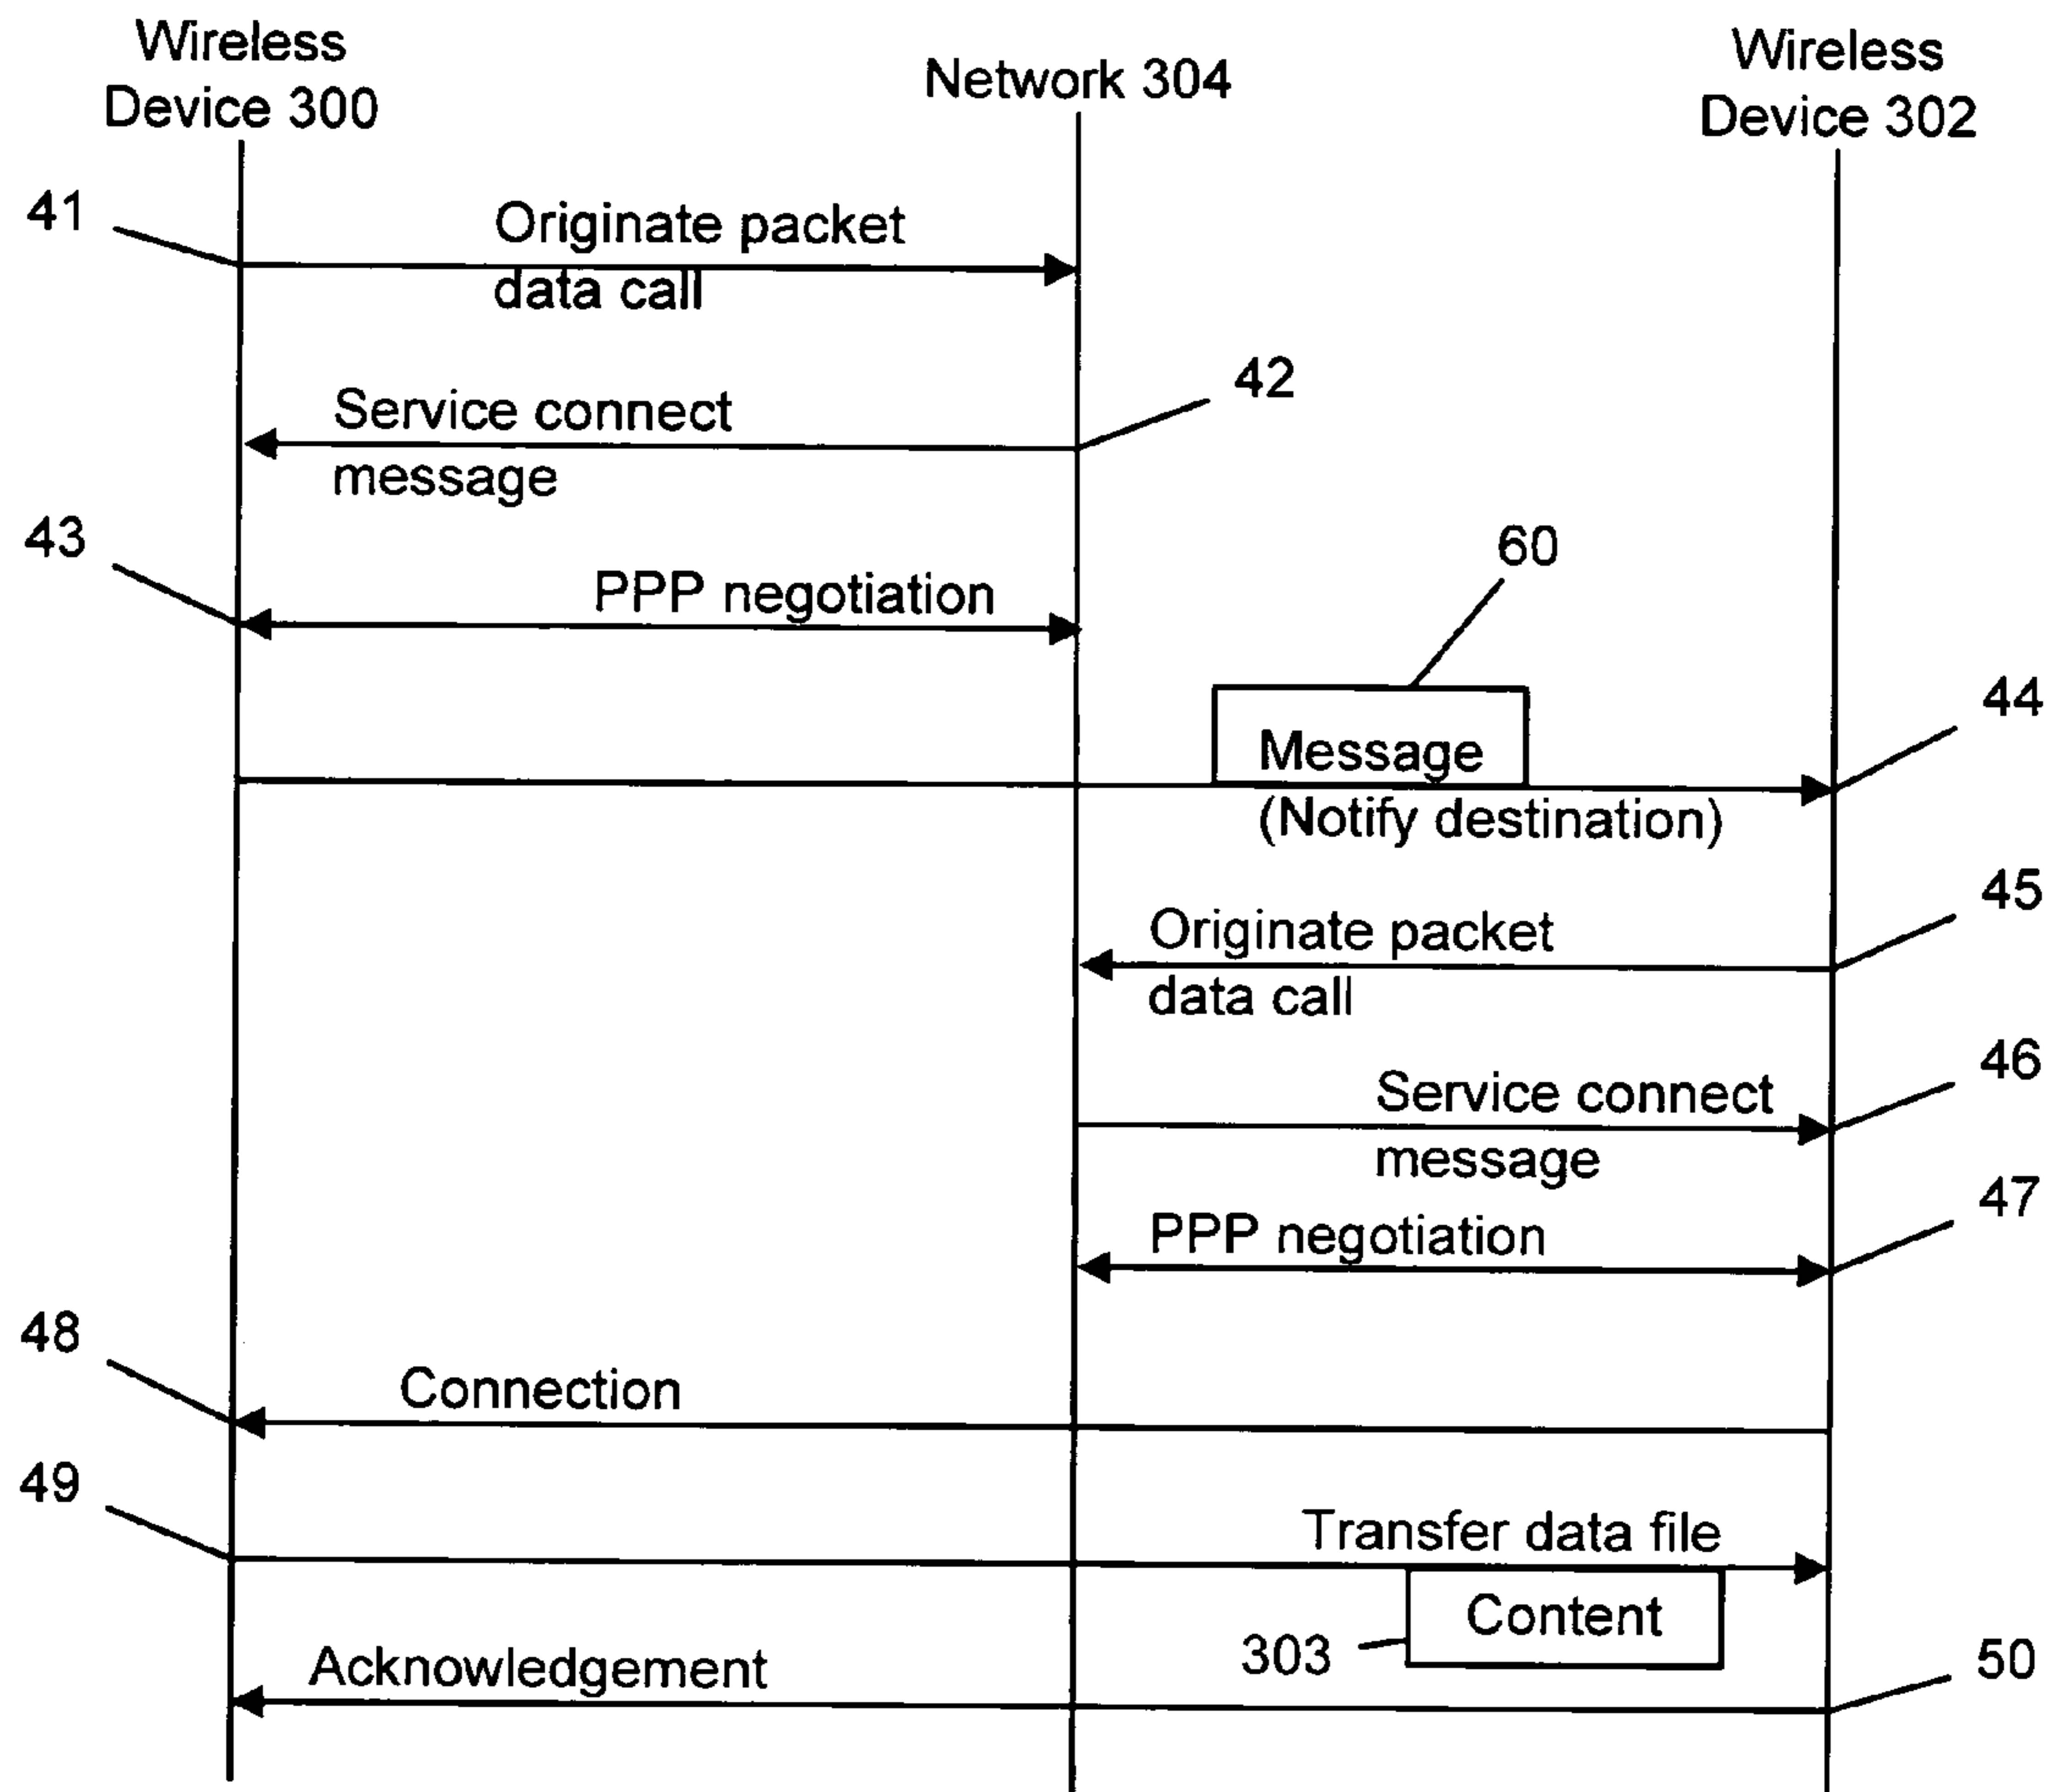 Wireless
Device 300
Network 304
Wireless
Device 302
41
Originate packet
data call
42
Service connect
message
43
PPP negotiation
60
44
Message
(Notify destination)
45
Originate packet
data call
46
Service connect
message
47
PPP negotiation
48
Connection
49
Transfer data file
Content
303
50
Acknowledgement